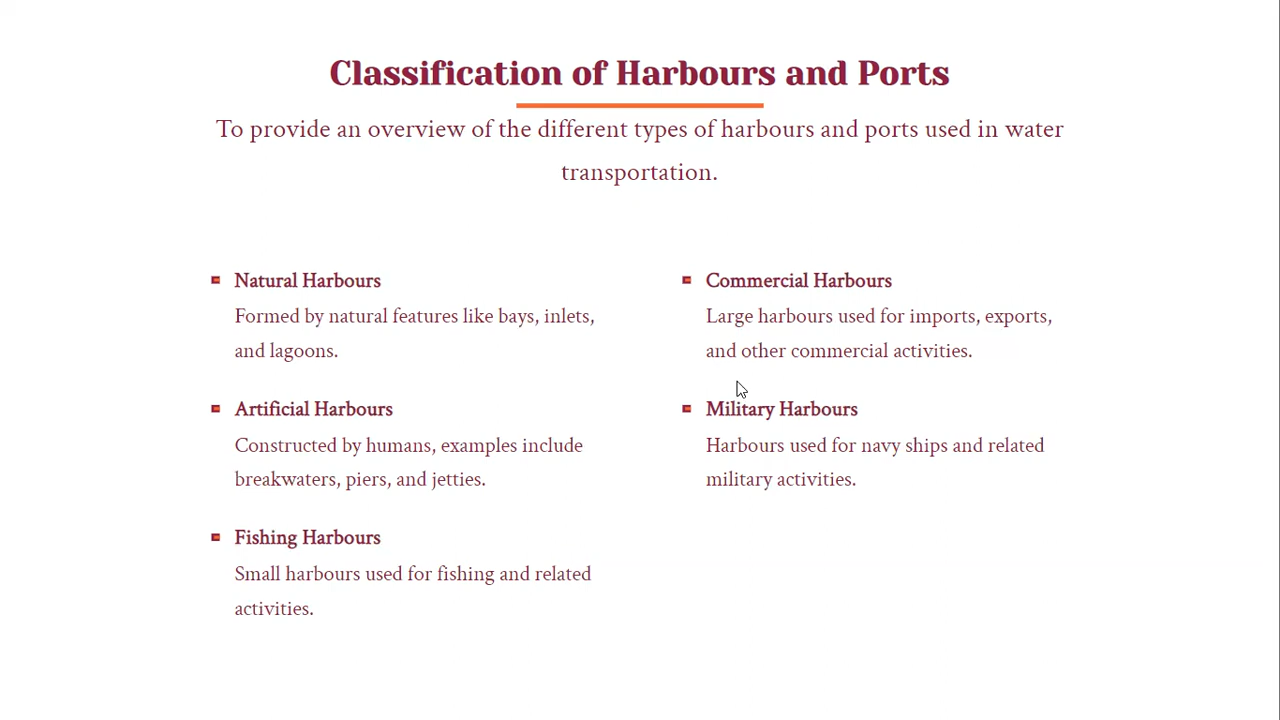 Classification of Harbours and Ports
To provide an overview of the different types of harbours and ports used in water
transportation.
Natural Harbours
Formed by natural features like bays, inlets,
and lagoons.
Artificial Harbours
Constructed by humans, examples include
breakwaters, piers, and jetties.
Fishing Harbours
Small harbours used for fishing and related
activities.
Commercial Harbours
Large harbours used for imports, exports,
and other commercial activities.
Military Harbours
Harbours used for navy ships and related
military activities.